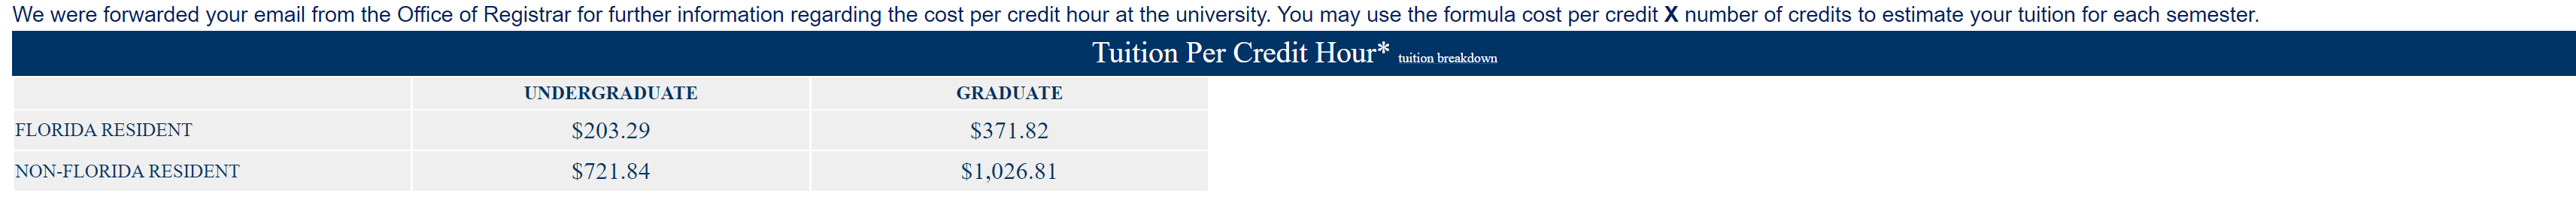 We were forwarded your email from the Office of Registrar for further information regarding the cost per credit hour at the university. You may use the formula cost per credit X number of credits to estimate your tuition for each semester.
Tuition Per Credit Hour* tuition breakdown
UNDERGRADUATE GRADUATE
FLORIDA RESIDENT $203.29 $371.82
NON-FLORIDA RESIDENT $721.84 $1,026.81